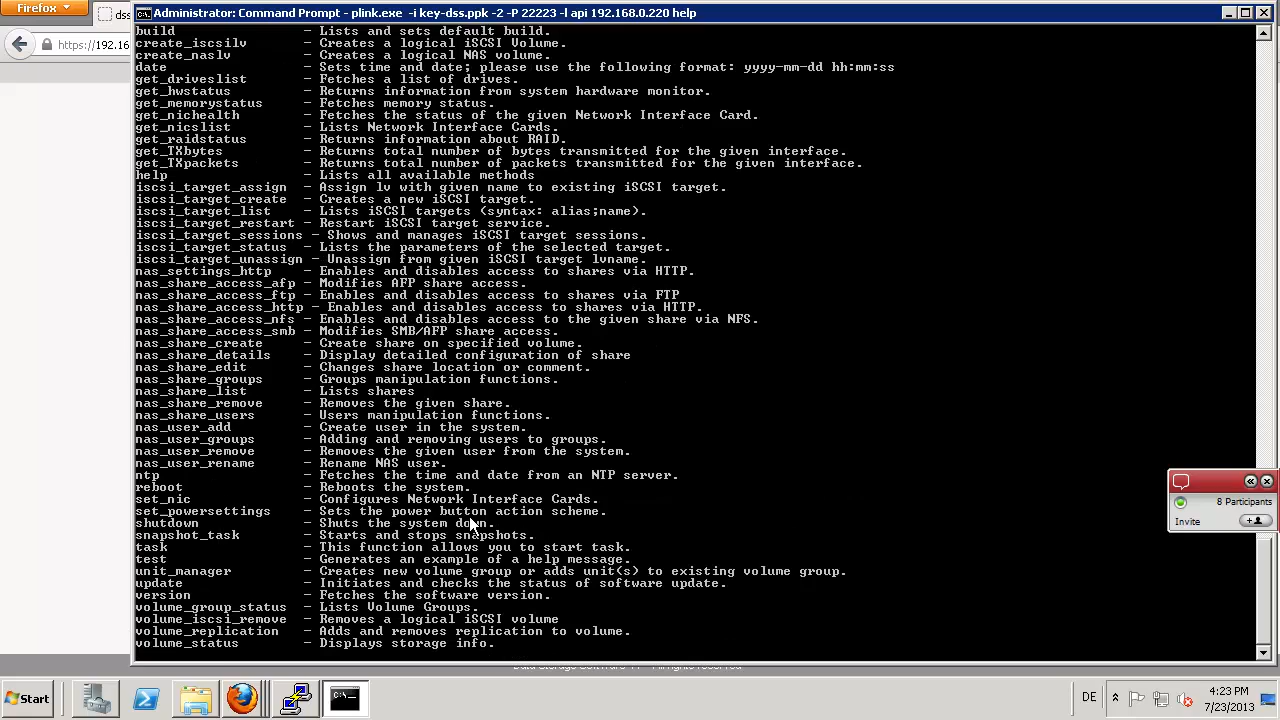 Firefox
Administrator: Command Prompt - plink.exe -i key-dss.ppk -2 -P 22223 -l api 192.168.0.220 help
dss
https://192.16
build - Lists and sets default build.
create_iscsilv - Creates a logical iSCSI Volume.
create_naslv - Creates a logical NAS volume.
date - Sets time and date; please use the following format: yyyy-mm-dd hh:mm:ss
get_driveslist - Fetches a list of drives.
get_hwstatus - Returns information from system hardware monitor.
get_memorystatus - Fetches memory status.
get_nichealth - Fetches the status of the given Network Interface Card.
get_nicslist - Lists Network Interface Cards.
get_raidstatus - Returns information about RAID.
get_TXbytes - Returns total number of bytes transmitted for the given interface.
get_TXpackets - Returns total number of packets transmitted for the given interface.
help - Lists all available methods
iscsi_target_assign - Assign lv with given name to existing iSCSI target.
iscsi_target_create - Creates a new iSCSI target.
iscsi_target_list - Lists iSCSI targets (syntax: alias;name).
iscsi_target_restart - Restart iSCSI target service.
iscsi_target_sessions - Shows and manages iSCSI target sessions.
iscsi_target_status - Lists the parameters of the selected target.
iscsi_target_unassign - Unassign from given iSCSI target lvname.
nas_settings_http - Enables and disables access to shares via HTTP.
nas_share_access_afp - Modifies AFP share access.
nas_share_access_ftp - Enables and disables access to shares via FTP
nas_share_access_http - Enables and disables access to shares via HTTP.
nas_share_access_nfs - Enables and disables access to the given share via NFS.
nas_share_access_smb - Modifies SMB/AFP share access.
nas_share_create - Create share on specified volume.
nas_share_details - Display detailed configuration of share
nas_share_edit - Changes share location or comment.
nas_share_groups - Groups manipulation functions.
nas_share_list - Lists shares
nas_share_remove - Removes the given share.
nas_share_users - Users manipulation functions.
nas_user_add - Create user in the system.
nas_user_groups - Adding and removing users to groups.
nas_user_remove - Removes the given user from the system.
nas_user_rename - Rename NAS user.
ntp - Fetches the time and date from an NTP server.
reboot - Reboots the system.
set_nic - Configures Network Interface Cards.
set_powersettings - Sets the power button action scheme.
shutdown - Shuts the system down.
snapshot_task - Starts and stops snapshots.
task - This function allows you to start task.
test - Generates an example of a help message.
unit_manager - Creates new volume group or adds unit(s) to existing volume group.
update - Initiates and checks the status of software update.
version - Fetches the software version.
volume_group_status - Lists Volume Groups.
volume_iscsi_remove - Removes a logical iSCSI volume
volume_replication - Adds and removes replication to volume.
volume_status - Displays storage info.
8 Participants
Invite
Start
C:\
DE
4:23 PM
7/23/2013